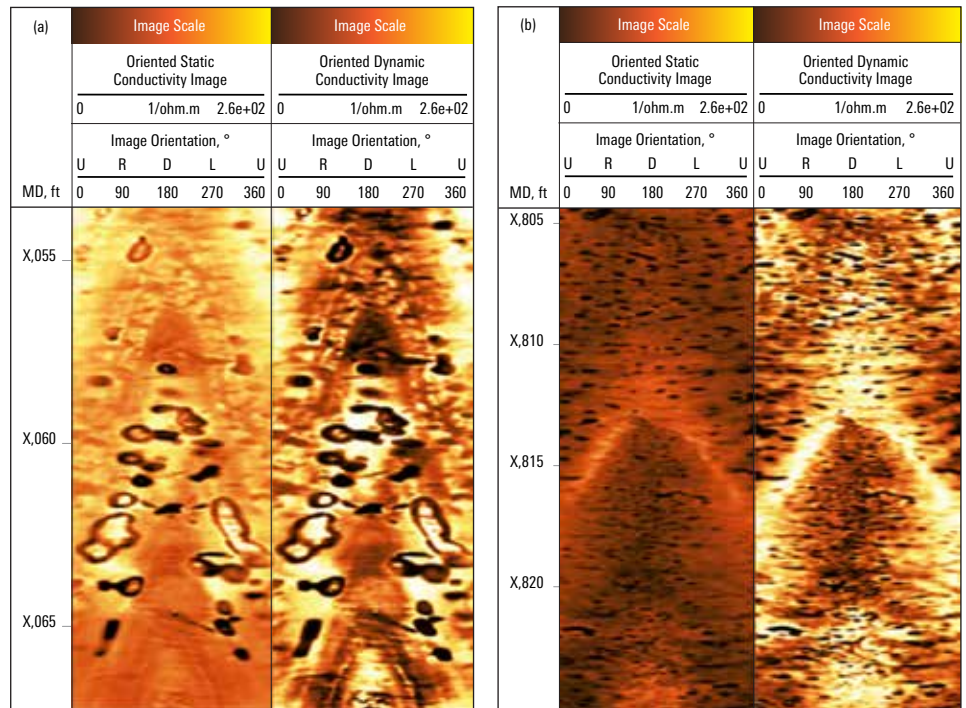 (a)
Image Scale
Image Scale
Oriented Static
Conductivity Image
Oriented Dynamic
Conductivity Image
0 1/ohm.m 2.6e+02
0 1/ohm.m 2.6e+02
Image Orientation, °
Image Orientation, °
U R D L U
U R D L U
MD, ft
0 90 180 270 360
0 90 180 270 360
X,055
X,060
X,065
(b)
Image Scale
Image Scale
Oriented Static
Conductivity Image
Oriented Dynamic
Conductivity Image
0 1/ohm.m 2.6e+02
0 1/ohm.m 2.6e+02
Image Orientation, °
Image Orientation, °
U R D L U
U R D L U
MD, ft
0 90 180 270 360
0 90 180 270 360
X,805
X,810
X,815
X,820